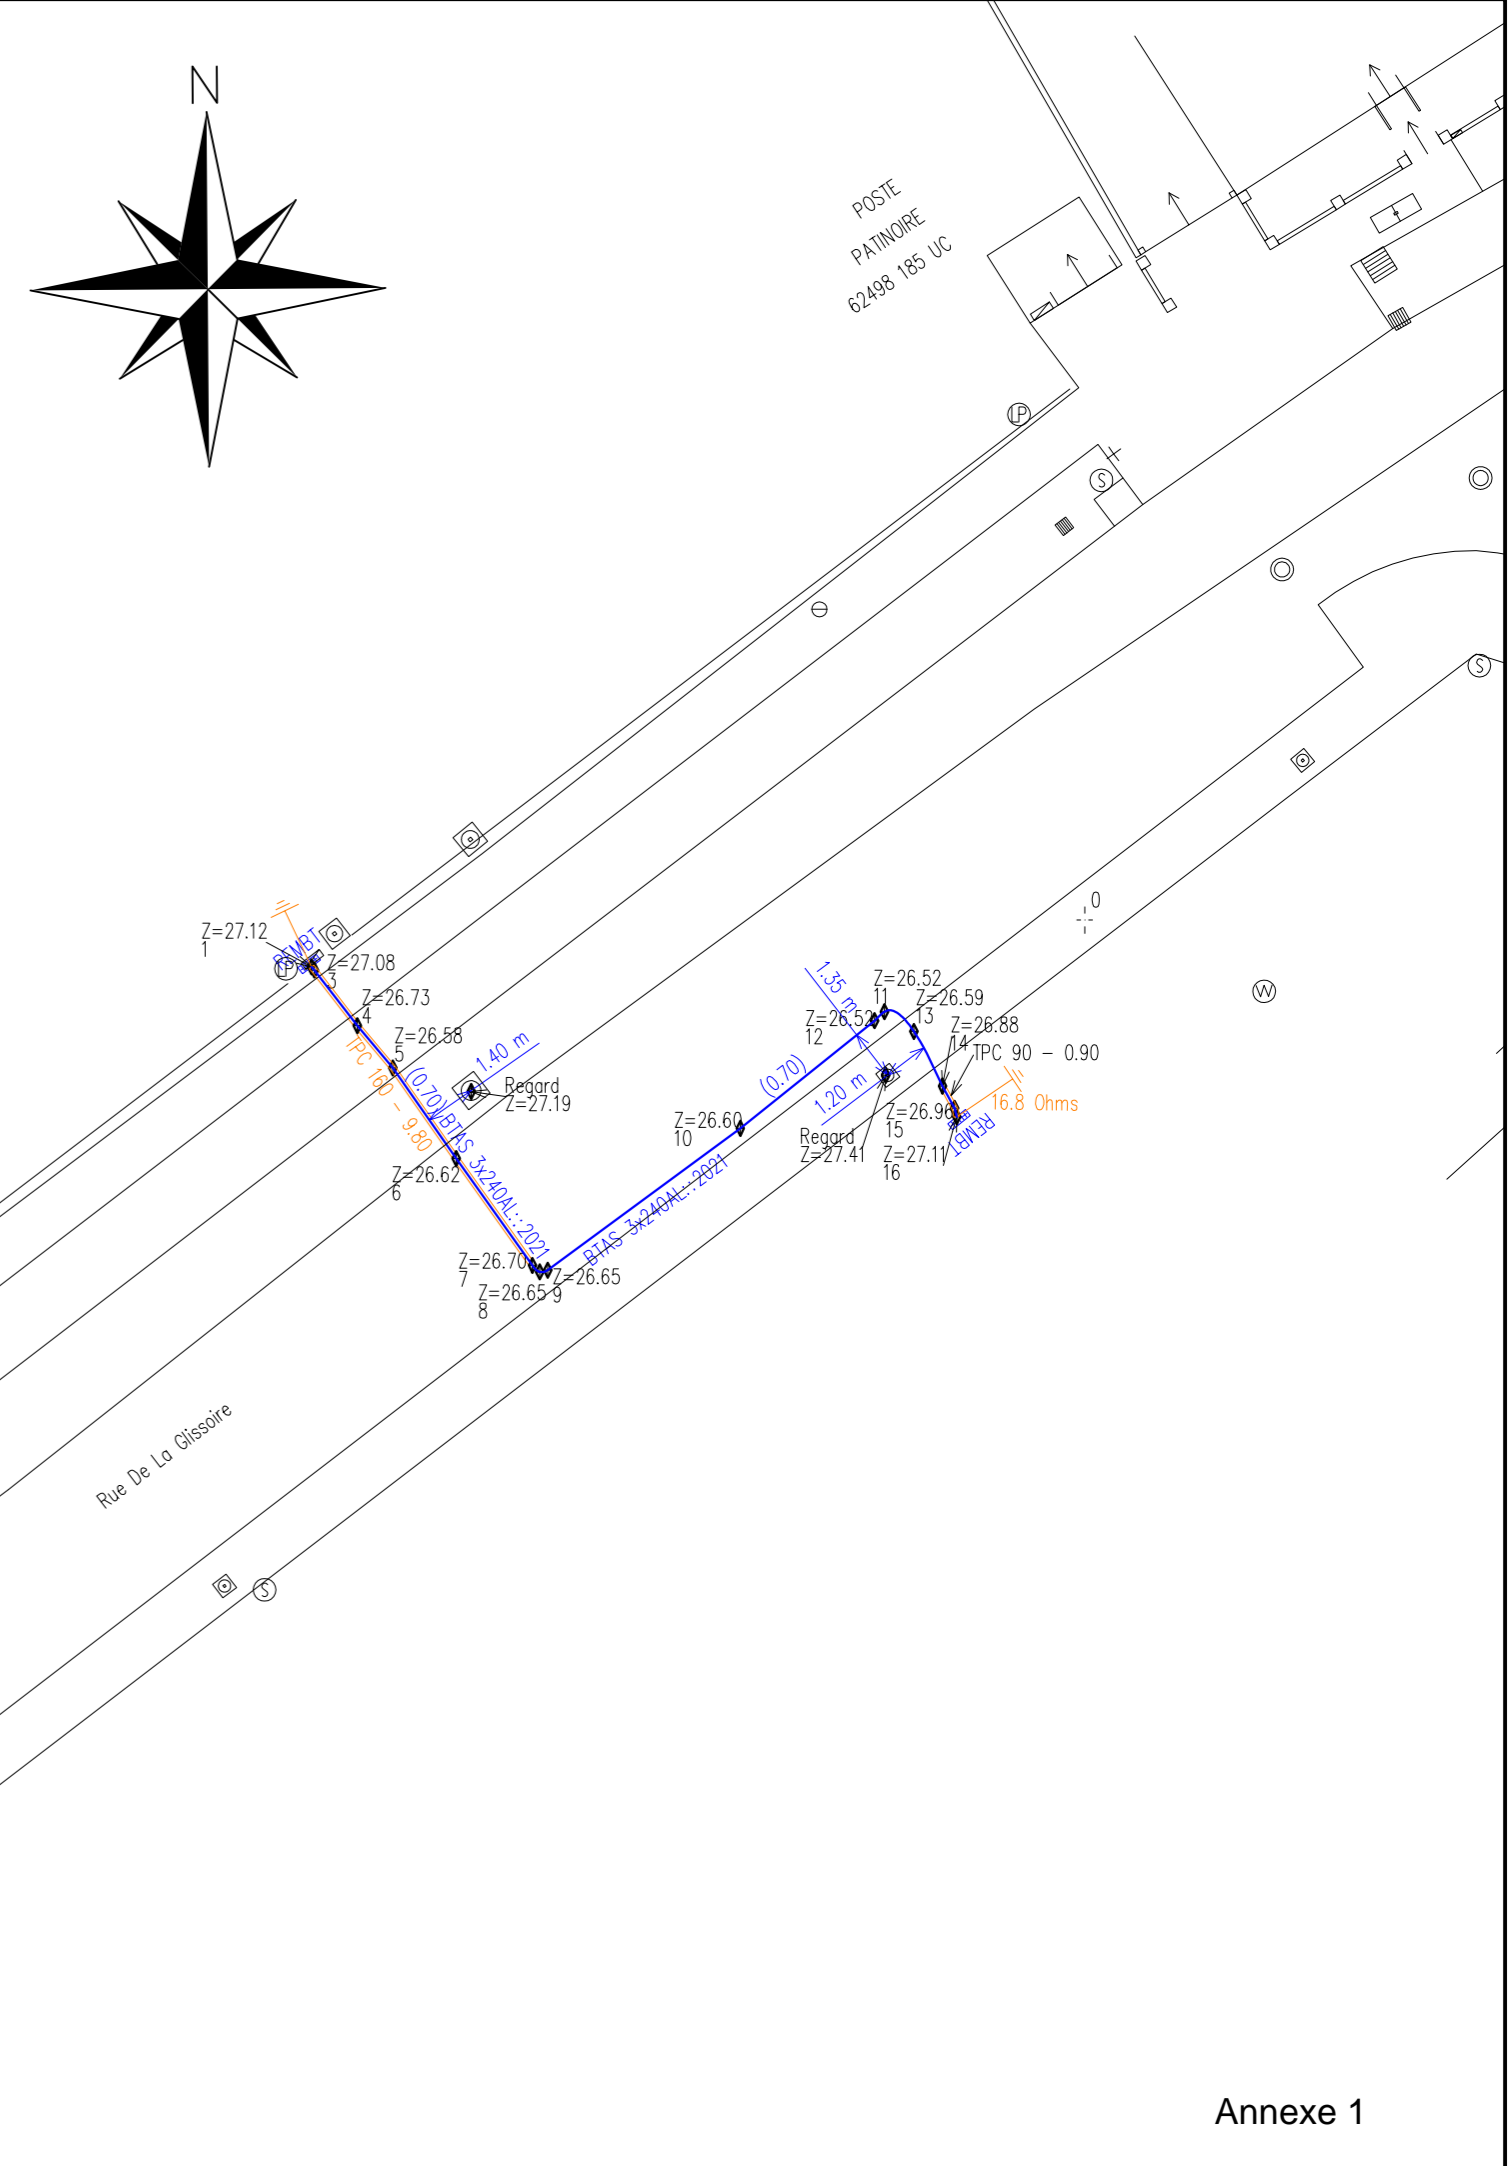 N
POSTE
PATINOIRE
62498 185 UC
LP
S
S
0
W
Z=27.12
1
REMBT
LP
Z=27.08
3
Z=26.73
4
Z=26.58
5
TPC 160 - 9.80
(0.70)
BTAS 3x240AL::2021
1.40 m
Regard
Z=27.19
Z=26.62
6
Z=26.70
7
Z=26.65
8
Z=26.65
9
BTAS 3x240AL::2021
Z=26.60
10
(0.70)
1.35 m
Z=26.52
11
Z=26.52
12
Z=26.59
13
Z=26.88
14
TPC 90 - 0.90
1.20 m
16.8 Ohms
Z=26.96
15
REMBT
Regard
Z=27.41
Z=27.11
16
Rue De La Glissoire
S
Annexe 1